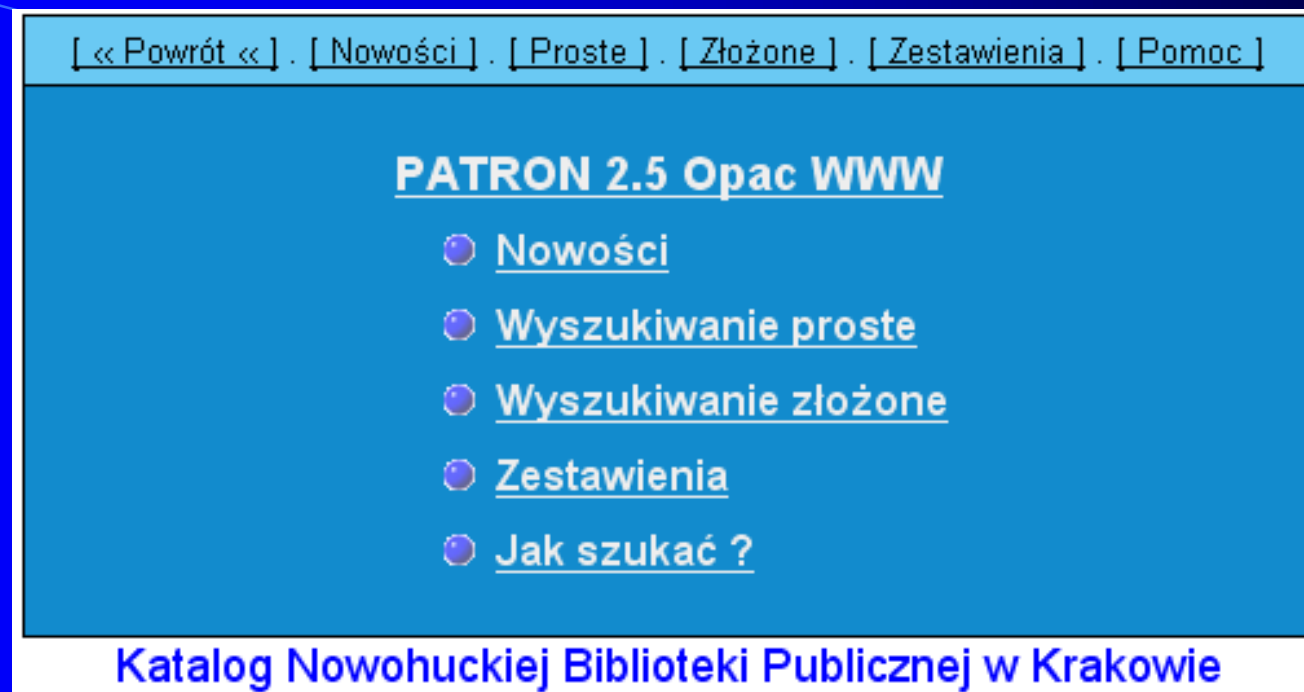 [ « Powrót « ] . [ Nowości ] . [ Proste ] . [ Złożone ] . [ Zestawienia ] . [ Pomoc ]
PATRON 2.5 Opac WWW
Nowości
Wyszukiwanie proste
Wyszukiwanie złożone
Zestawienia
Jak szukać ?
Katalog Nowohuckiej Biblioteki Publicznej w Krakowie